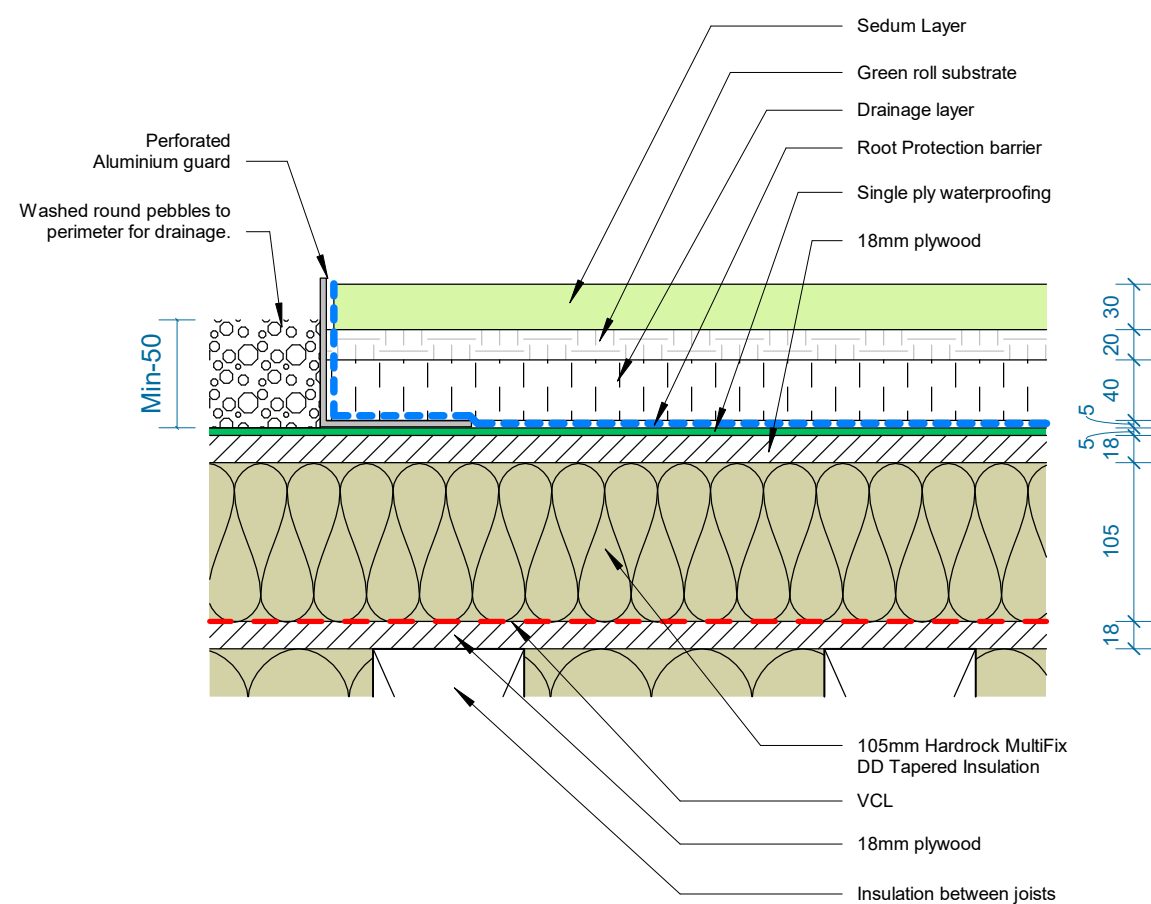 Sedum Layer
Green roll substrate
Drainage layer
Root Protection barrier
Single ply waterproofing
18mm plywood
Perforated
Aluminium guard
Washed round pebbles to
perimeter for drainage.
Min-50
30
20
40
5
5
18
105
18
105mm Hardrock MultiFix
DD Tapered Insulation
VCL
18mm plywood
Insulation between joists